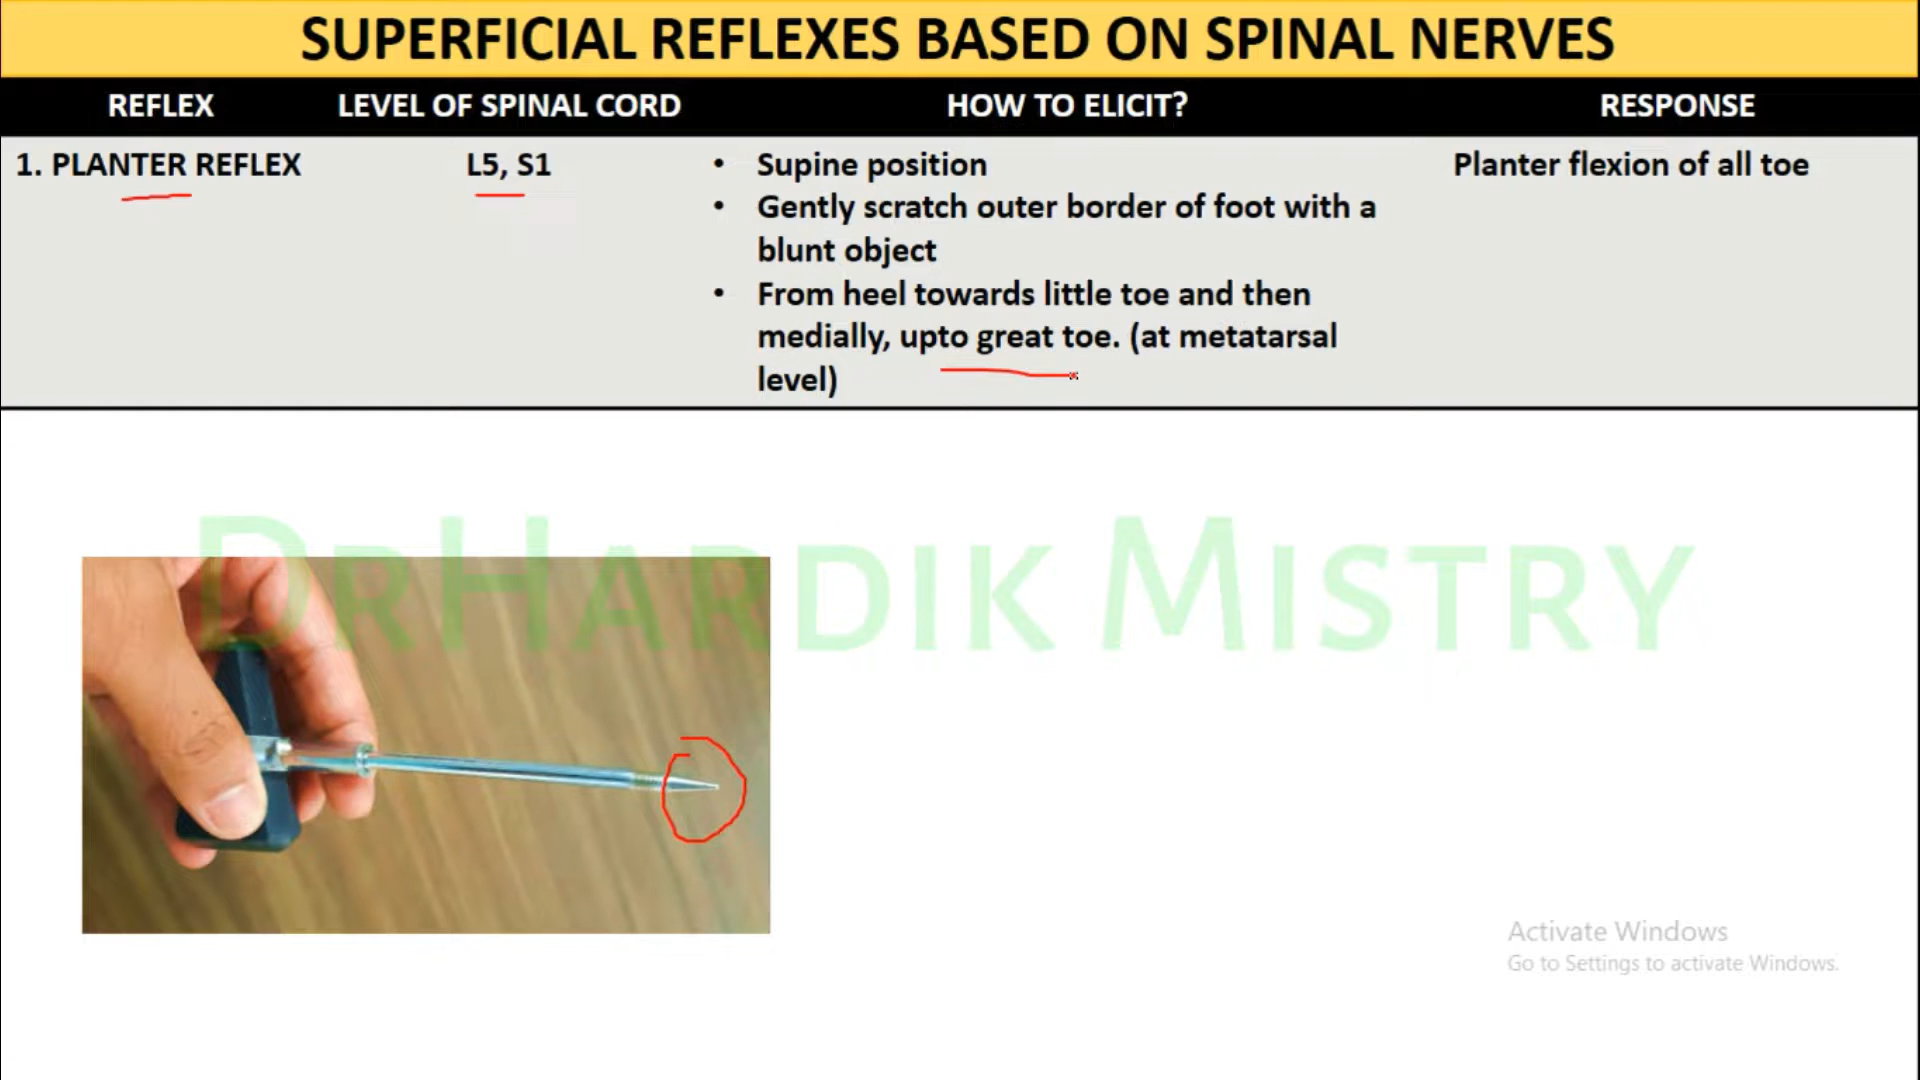 SUPERFICIAL REFLEXES BASED ON SPINAL NERVES
REFLEX LEVEL OF SPINAL CORD HOW TO ELICIT? RESPONSE
1. PLANTER REFLEX L5, S1 • Supine position Planter flexion of all toe
• Gently scratch outer border of foot with a
blunt object
• From heel towards little toe and then
medially, upto great toe. (at metatarsal
level)
DRHARDIK MISTRY
Activate Windows
Go to Settings to activate Windows.